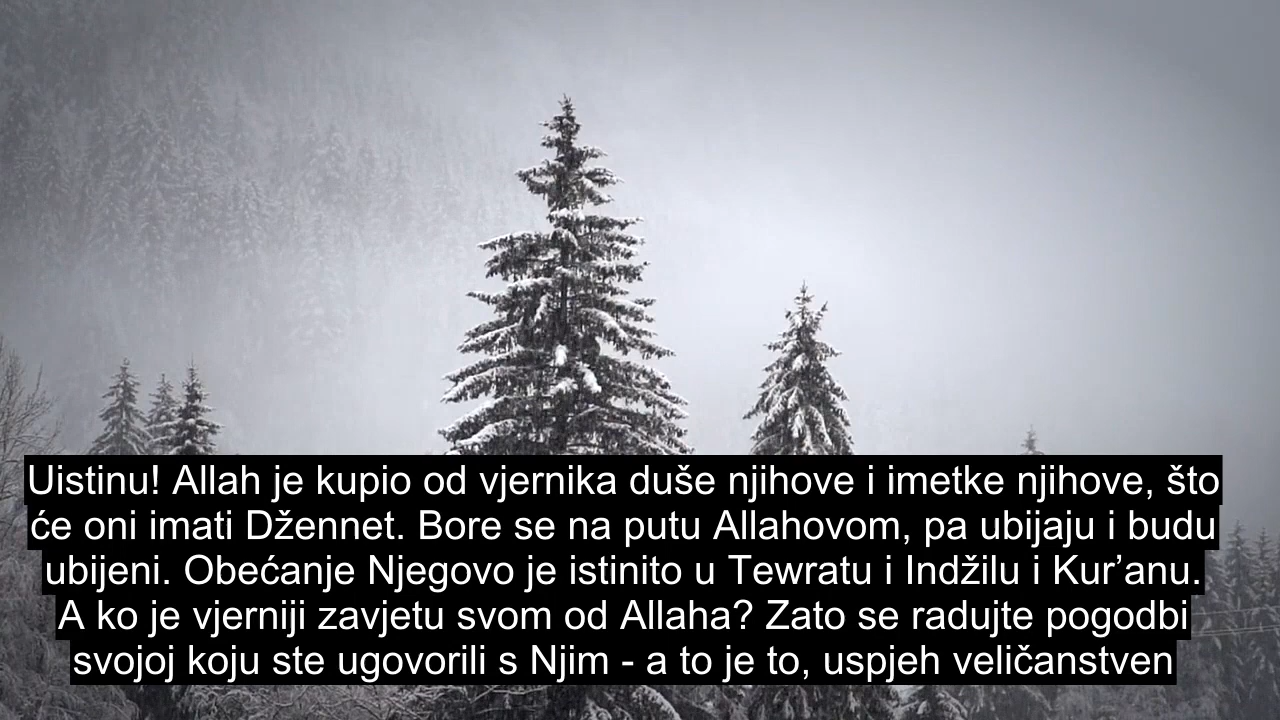 Uistinu! Allah je kupio od vjernika duše njihove i imetke njihove, što
će oni imati Džennet. Bore se na putu Allahovom, pa ubijaju i budu
ubijeni. Obećanje Njegovo je istinito u Tewratu i Indžilu i Kur’anu.
A ko je vjerniji zavjetu svom od Allaha? Zato se radujte pogodbi
svojoj koju ste ugovorili s Njim - a to je to, uspjeh veličanstven